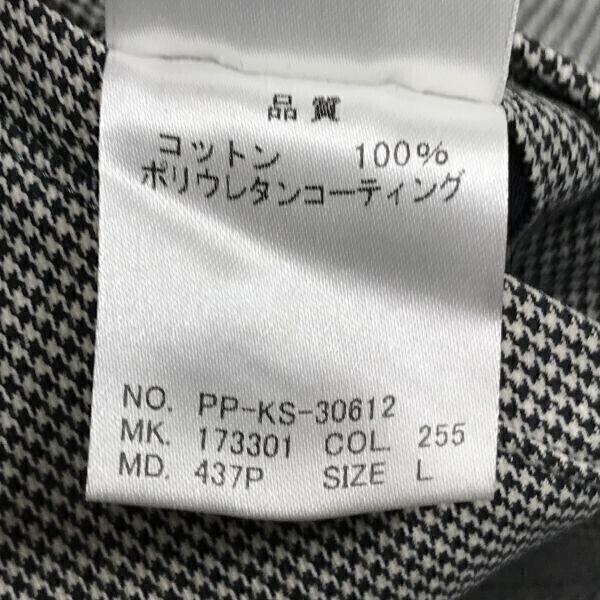 品質
コットン 100%
ポリウレタンコーティング
NO. PP-KS-30612
MK. 173301 COL. 255
MD. 437P SIZE L